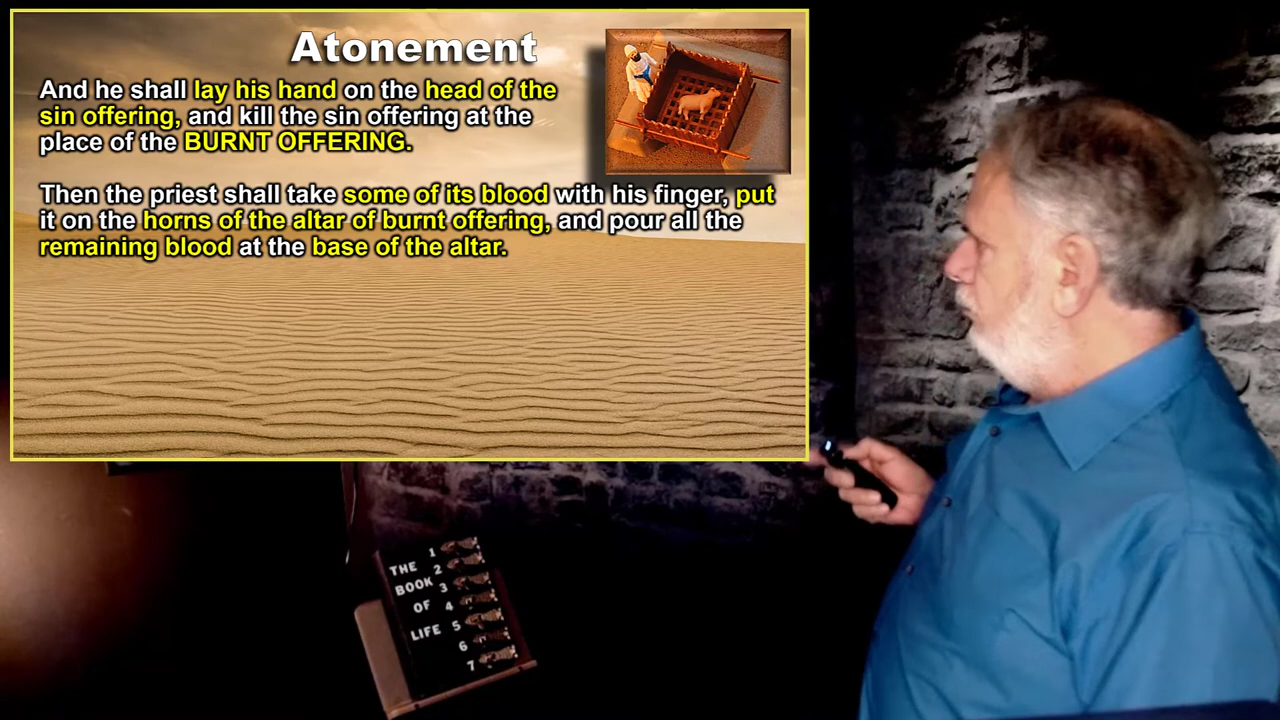 Atonement
And he shall lay his hand on the head of the
sin offering, and kill the sin offering at the
place of the BURNT OFFERING.
Then the priest shall take some of its blood with his finger, put
it on the horns of the altar of burnt offering, and pour all the
remaining blood at the base of the altar.
THE
BOOK
OF
LIFE
1
2
3
4
5
6
7